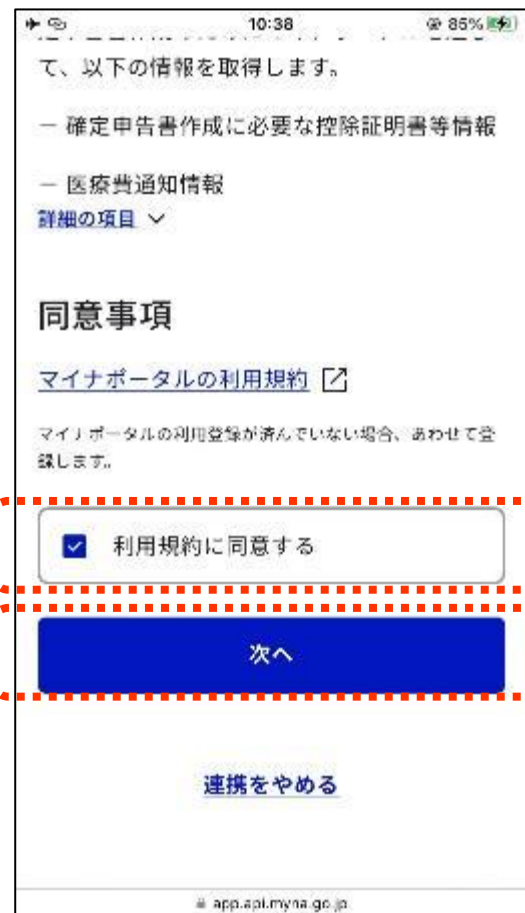 10:38
85%
て、以下の情報を取得します。
— 確定申告書作成に必要な控除証明書等情報
— 医療費通知情報
詳細の項目
同意事項
マイナポータルの利用規約
マイナポータルの利用登録が済んでいない場合、あわせて登
録します。
利用規約に同意する
次へ
連携をやめる
app.api.myna.go.jp